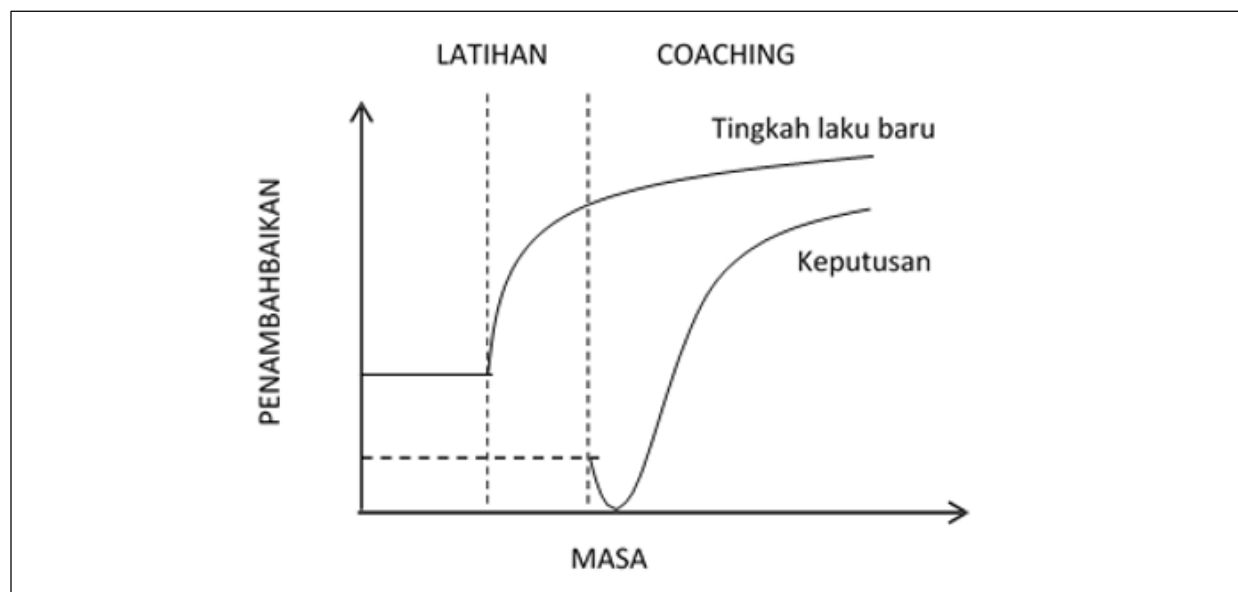 LATIHAN COACHING
Tingkah laku baru
PENAMBAHBAIKAN
Keputusan
MASA